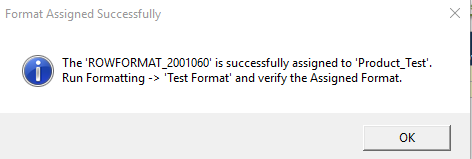 Format Assigned Successfully
The 'ROWFORMAT_2001060' is successfully assigned to 'Product_Test'.
Run Formatting -> 'Test Format' and verify the Assigned Format.
OK